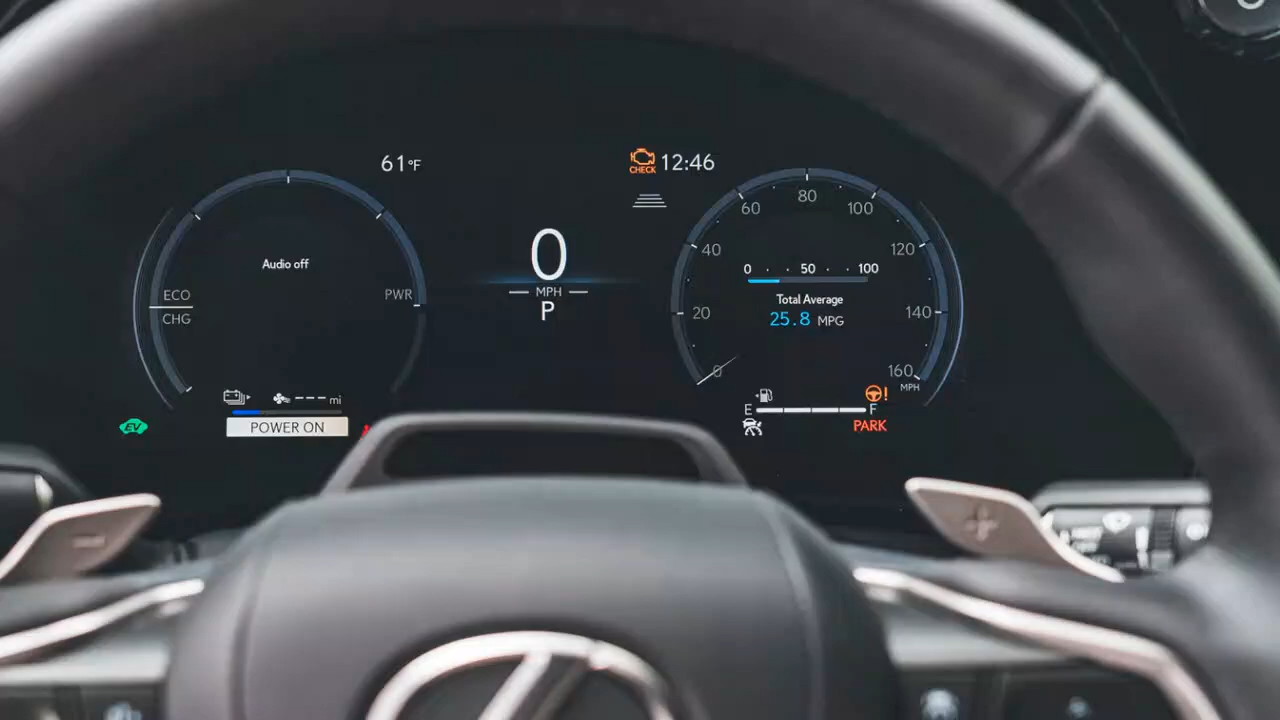 61°F
CHECK 12:46
0
MPH
P
Audio off
ECO
CHG
PWR
--- mi
POWER ON
EV
0 20 40 60 80 100 120 140 160
MPH
0 50 100
Total Average
25.8 MPG
E F
!
PARK
- +